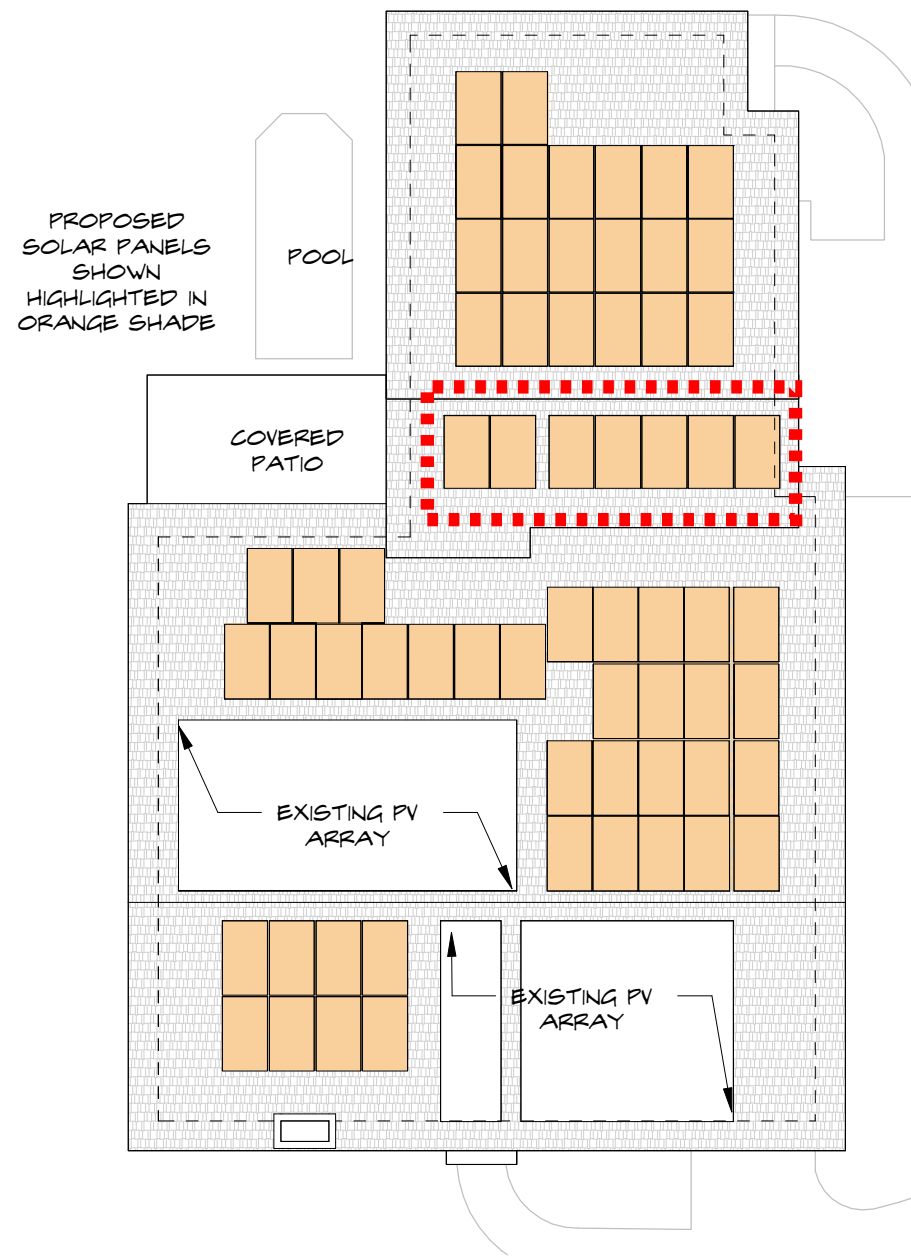 PROPOSED
SOLAR PANELS
SHOWN
HIGHLIGHTED IN
ORANGE SHADE
POOL
COVERED
PATIO
EXISTING PV
ARRAY
EXISTING PV
ARRAY